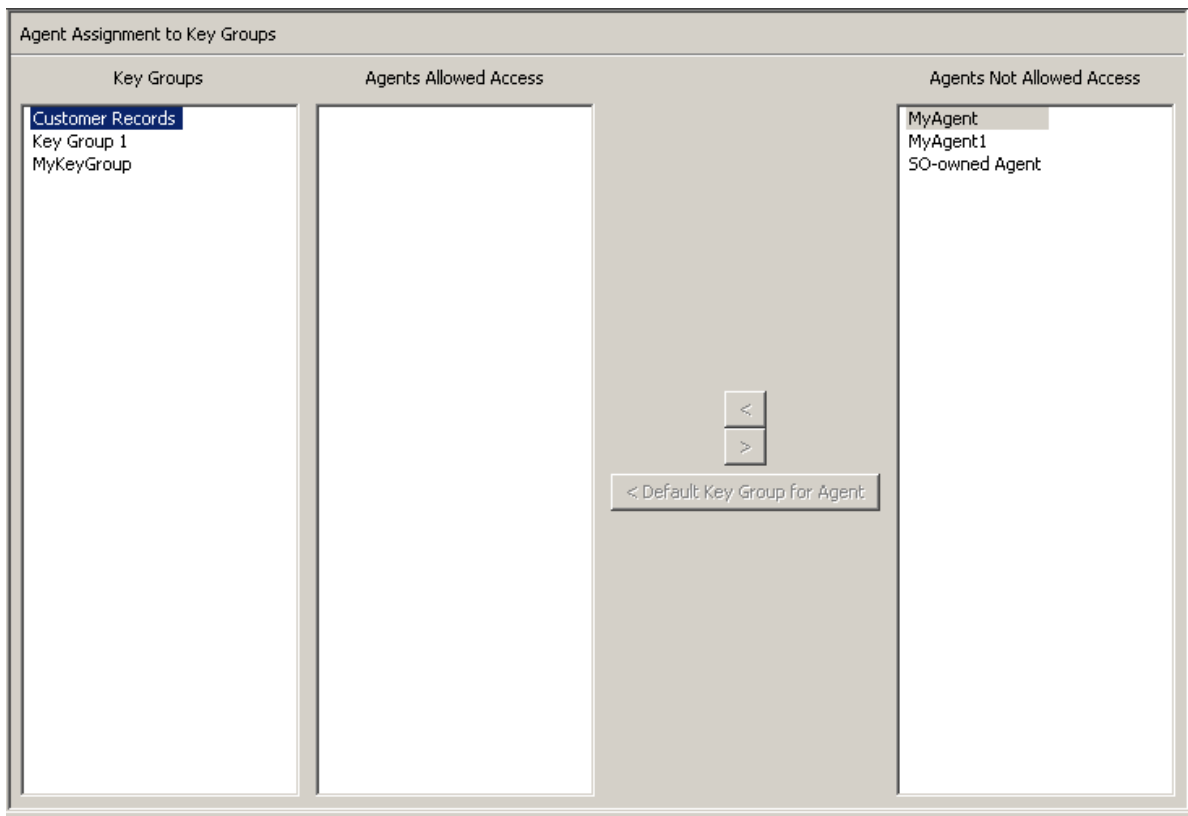 Agent Assignment to Key Groups
Key Groups
Agents Allowed Access
Agents Not Allowed Access
Customer Records
Key Group 1
MyKeyGroup
MyAgent
MyAgent1
SO-owned Agent
<
>
< Default Key Group for Agent